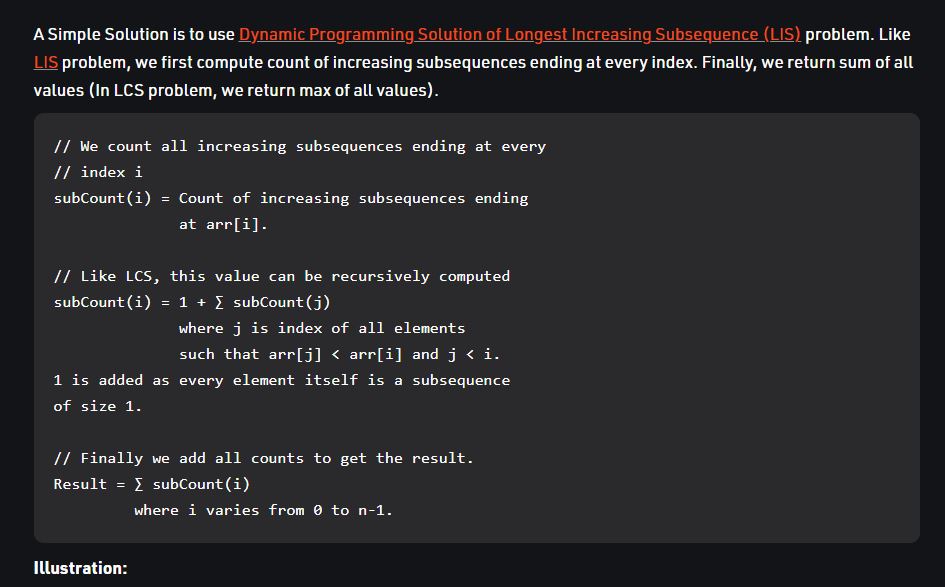 A Simple Solution is to use Dynamic Programming Solution of Longest Increasing Subsequence (LIS) problem. Like
LIS problem, we first compute count of increasing subsequences ending at every index. Finally, we return sum of all
values (In LCS problem, we return max of all values).
// We count all increasing subsequences ending at every
// index i
subCount(i) = Count of increasing subsequences ending
at arr[i].
// Like LCS, this value can be recursively computed
subCount(i) = 1 + ∑ subCount(j)
where j is index of all elements
such that arr[j] < arr[i] and j < i.
1 is added as every element itself is a subsequence
of size 1.
// Finally we add all counts to get the result.
Result = ∑ subCount(i)
where i varies from 0 to n-1.
Illustration: